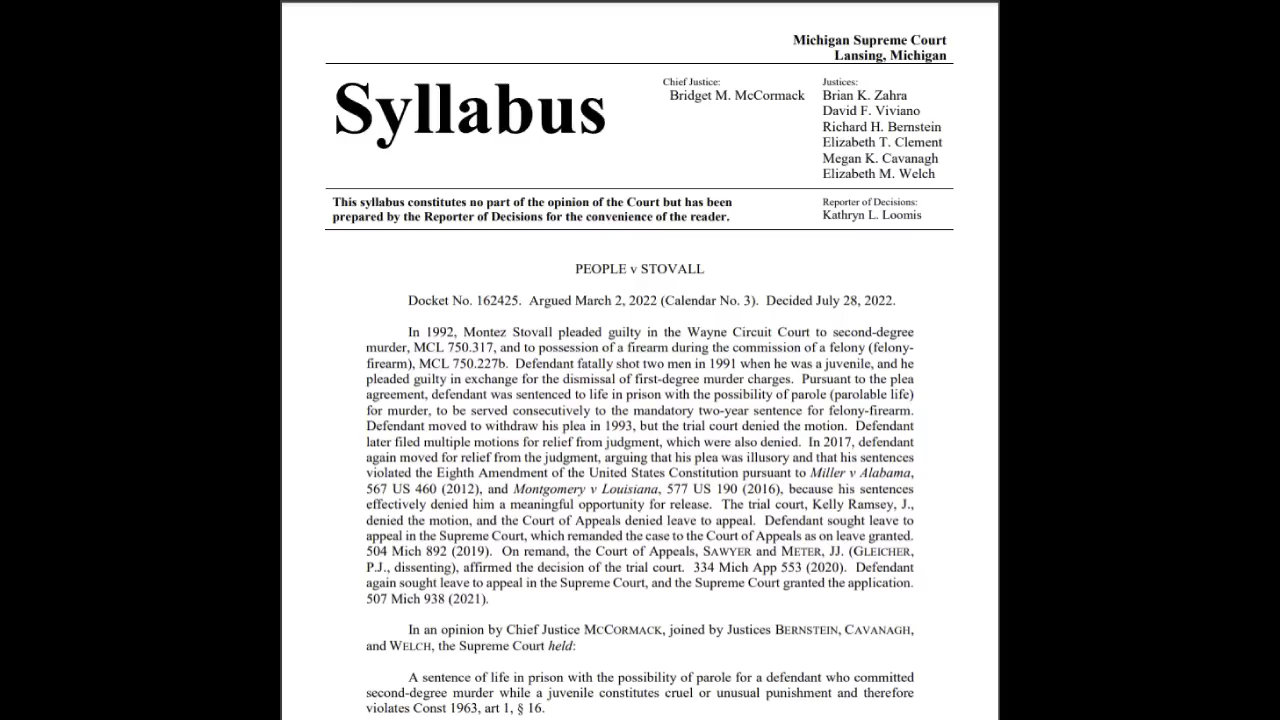 Michigan Supreme Court
Lansing, Michigan
Syllabus
Chief Justice:
Bridget M. McCormack
Justices:
Brian K. Zahra
David F. Viviano
Richard H. Bernstein
Elizabeth T. Clement
Megan K. Cavanagh
Elizabeth M. Welch
This syllabus constitutes no part of the opinion of the Court but has been
prepared by the Reporter of Decisions for the convenience of the reader.
Reporter of Decisions:
Kathryn L. Loomis
PEOPLE v STOVALL
Docket No. 162425. Argued March 2, 2022 (Calendar No. 3). Decided July 28, 2022.
In 1992, Montez Stovall pleaded guilty in the Wayne Circuit Court to second-degree
murder, MCL 750.317, and to possession of a firearm during the commission of a felony (felony-
firearm), MCL 750.227b. Defendant fatally shot two men in 1991 when he was a juvenile, and he
pleaded guilty in exchange for the dismissal of first-degree murder charges. Pursuant to the plea
agreement, defendant was sentenced to life in prison with the possibility of parole (parolable life)
for murder, to be served consecutively to the mandatory two-year sentence for felony-firearm.
Defendant moved to withdraw his plea in 1993, but the trial court denied the motion. Defendant
later filed multiple motions for relief from judgment, which were also denied. In 2017, defendant
again moved for relief from the judgment, arguing that his plea was illusory and that his sentences
violated the Eighth Amendment of the United States Constitution pursuant to Miller v Alabama,
567 US 460 (2012), and Montgomery v Louisiana, 577 US 190 (2016), because his sentences
effectively denied him a meaningful opportunity for release. The trial court, Kelly Ramsey, J.,
denied the motion, and the Court of Appeals denied leave to appeal. Defendant sought leave to
appeal in the Supreme Court, which remanded the case to the Court of Appeals as on leave granted.
504 Mich 892 (2019). On remand, the Court of Appeals, SAWYER and METER, JJ. (GLEICHER,
P.J., dissenting), affirmed the decision of the trial court. 334 Mich App 553 (2020). Defendant
again sought leave to appeal in the Supreme Court, and the Supreme Court granted the application.
507 Mich 938 (2021).
In an opinion by Chief Justice MCCORMACK, joined by Justices BERNSTEIN, CAVANAGH,
and WELCH, the Supreme Court held:
A sentence of life in prison with the possibility of parole for a defendant who committed
second-degree murder while a juvenile constitutes cruel or unusual punishment and therefore
violates Const 1963, art 1, § 16.